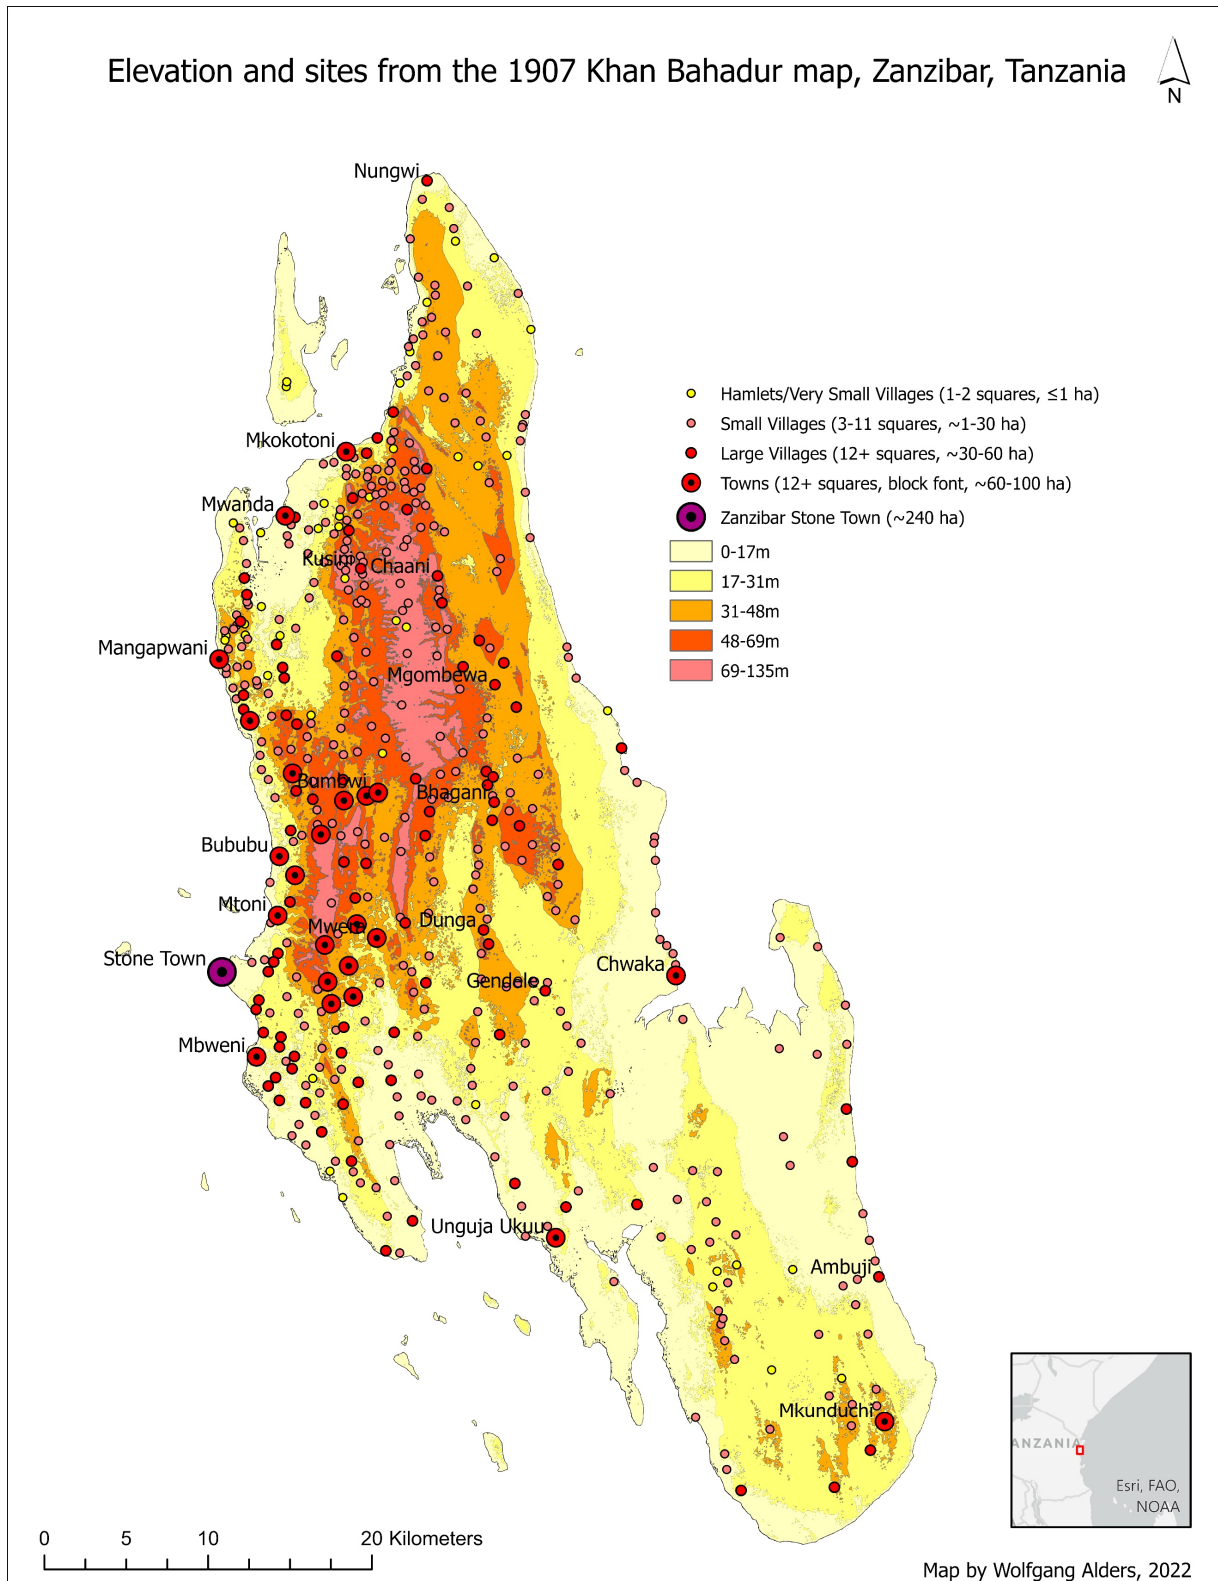 Elevation and sites from the 1907 Khan Bahadur map, Zanzibar, Tanzania
N
Nungwi
Mkokotoni
Mwanda
Kusini
Chaani
Mangapwani
Mgombewa
Bumbwi
Bhagani
Bububu
Mtoni
Mwera
Dunga
Stone Town
Gendele
Chwaka
Mbweni
Unguja Ukuu
Ambuji
Mkunduchi
Hamlets/Very Small Villages (1-2 squares, ≤1 ha)
Small Villages (3-11 squares, ~1-30 ha)
Large Villages (12+ squares, ~30-60 ha)
Towns (12+ squares, block font, ~60-100 ha)
Zanzibar Stone Town (~240 ha)
0-17m
17-31m
31-48m
48-69m
69-135m
ANZANIA
Esri, FAO,
NOAA
0 5 10 20 Kilometers
Map by Wolfgang Alders, 2022